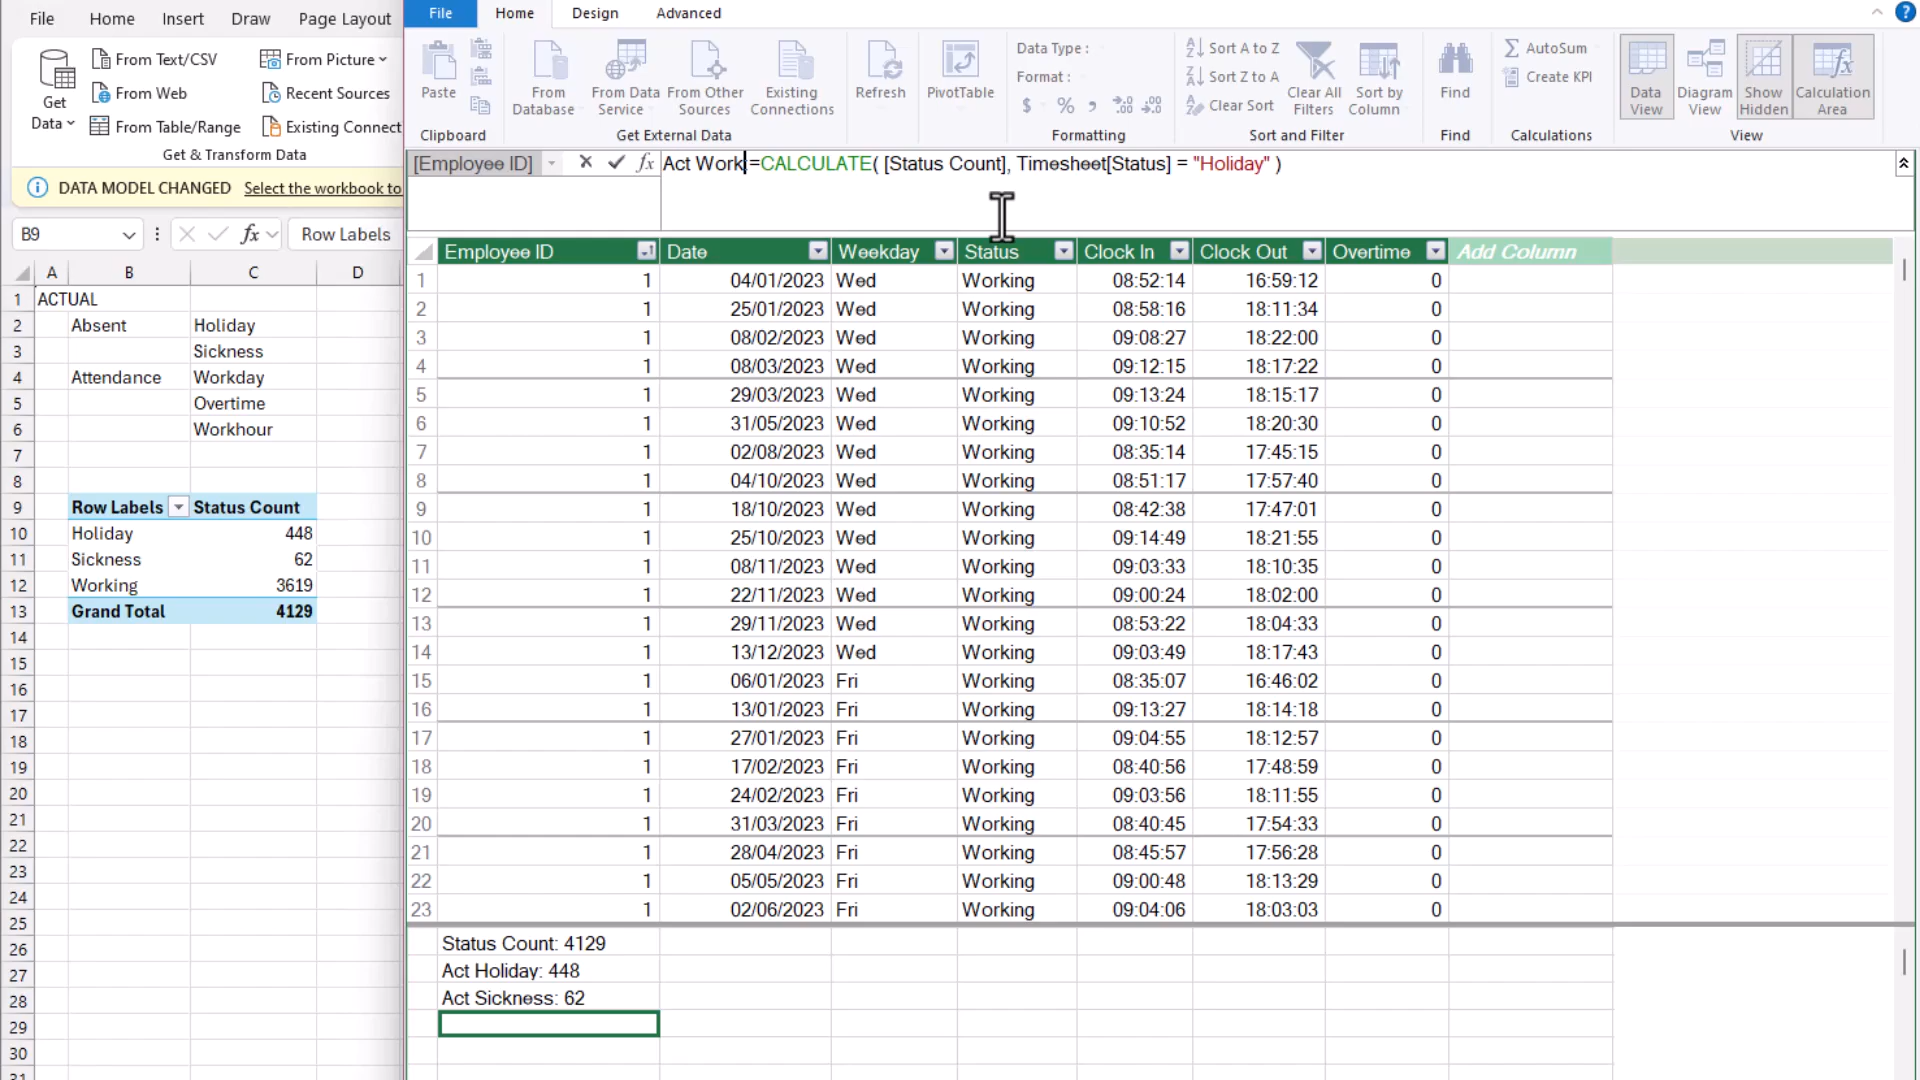 File Home Insert Draw Page Layout
Get Data
From Text/CSV
From Web
From Table/Range
From Picture
Recent Sources
Existing Connect
Get & Transform Data
DATA MODEL CHANGED Select the workbook to
B9 fx Row Labels
A B C D
1 ACTUAL
2 Absent Holiday
3 Sickness
4 Attendance Workday
5 Overtime
6 Workhour
7
8
9 Row Labels Status Count
10 Holiday 448
11 Sickness 62
12 Working 3619
13 Grand Total 4129
14
15
16
17
18
19
20
21
22
23
24
25
26
27
28
29
30
31
File Home Design Advanced
Paste
Clipboard
From Database
From Data Service
From Other Sources
Existing Connections
Get External Data
Refresh
PivotTable
Data Type :
Format :
$ % ,
Formatting
Sort A to Z
Sort Z to A
Clear Sort
Clear All Filters
Sort by Column
Sort and Filter
Find
Find
AutoSum
Create KPI
Calculations
Data View
Diagram View
Show Hidden
Calculation Area
View
[Employee ID] fx Act Work=CALCULATE( [Status Count], Timesheet[Status] = "Holiday" )
Employee ID Date Weekday Status Clock In Clock Out Overtime Add Column
1 1 04/01/2023 Wed Working 08:52:14 16:59:12 0
2 1 25/01/2023 Wed Working 08:58:16 18:11:34 0
3 1 08/02/2023 Wed Working 09:08:27 18:22:00 0
4 1 08/03/2023 Wed Working 09:12:15 18:17:22 0
5 1 29/03/2023 Wed Working 09:13:24 18:15:17 0
6 1 31/05/2023 Wed Working 09:10:52 18:20:30 0
7 1 02/08/2023 Wed Working 08:35:14 17:45:15 0
8 1 04/10/2023 Wed Working 08:51:17 17:57:40 0
9 1 18/10/2023 Wed Working 08:42:38 17:47:01 0
10 1 25/10/2023 Wed Working 09:14:49 18:21:55 0
11 1 08/11/2023 Wed Working 09:03:33 18:10:35 0
12 1 22/11/2023 Wed Working 09:00:24 18:02:00 0
13 1 29/11/2023 Wed Working 08:53:22 18:04:33 0
14 1 13/12/2023 Wed Working 09:03:49 18:17:43 0
15 1 06/01/2023 Fri Working 08:35:07 16:46:02 0
16 1 13/01/2023 Fri Working 09:13:27 18:14:18 0
17 1 27/01/2023 Fri Working 09:04:55 18:12:57 0
18 1 17/02/2023 Fri Working 08:40:56 17:48:59 0
19 1 24/02/2023 Fri Working 09:03:56 18:11:55 0
20 1 31/03/2023 Fri Working 08:40:45 17:54:33 0
21 1 28/04/2023 Fri Working 08:45:57 17:56:28 0
22 1 05/05/2023 Fri Working 09:00:48 18:13:29 0
23 1 02/06/2023 Fri Working 09:04:06 18:03:03 0
Status Count: 4129
Act Holiday: 448
Act Sickness: 62